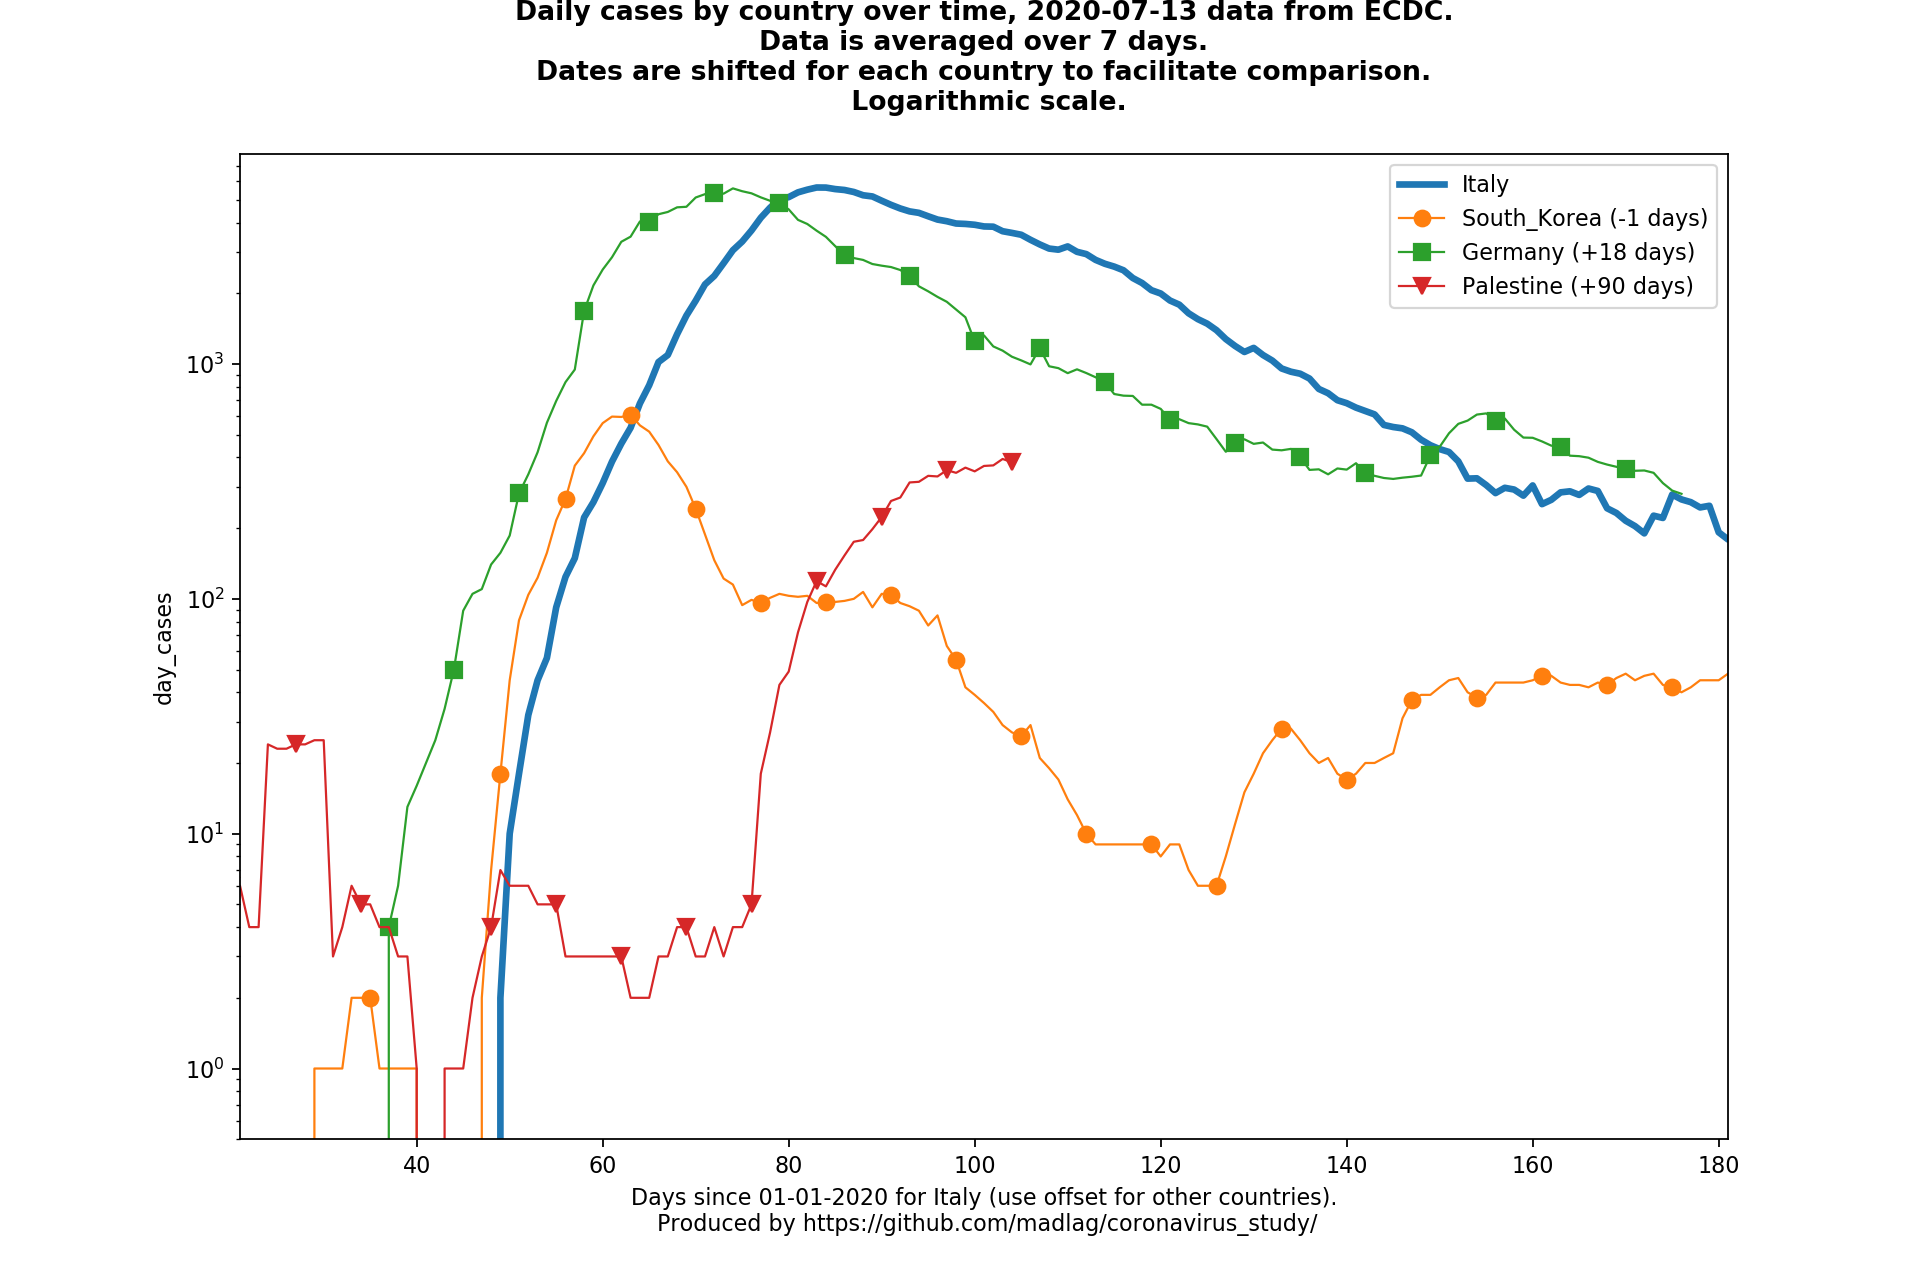 Daily cases by country over time, 2020-07-13 data from ECDC.
Data is averaged over 7 days.
Dates are shifted for each country to facilitate comparison.
Logarithmic scale.
Italy
South_Korea (-1 days)
Germany (+18 days)
Palestine (+90 days)
day_cases
10³
10²
10¹
10⁰
40 60 80 100 120 140 160 180
Days since 01-01-2020 for Italy (use offset for other countries).
Produced by https://github.com/madlag/coronavirus_study/